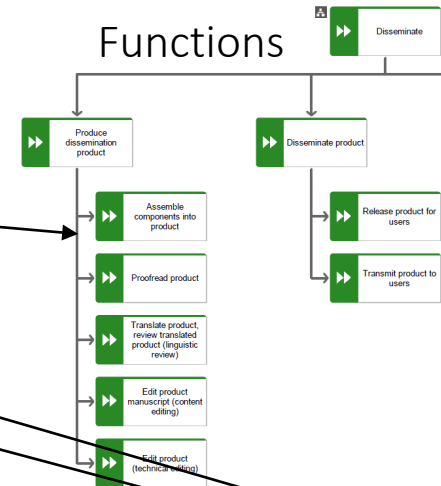 Functions
Disseminate
Produce
dissemination
product
Disseminate product
Assemble
components into
product
Release product for
users
Proofread product
Transmit product to
users
Translate product,
review translated
product (linguistic
review)
Edit product
manuscript (content
editing)
Edit product
(technical editing)